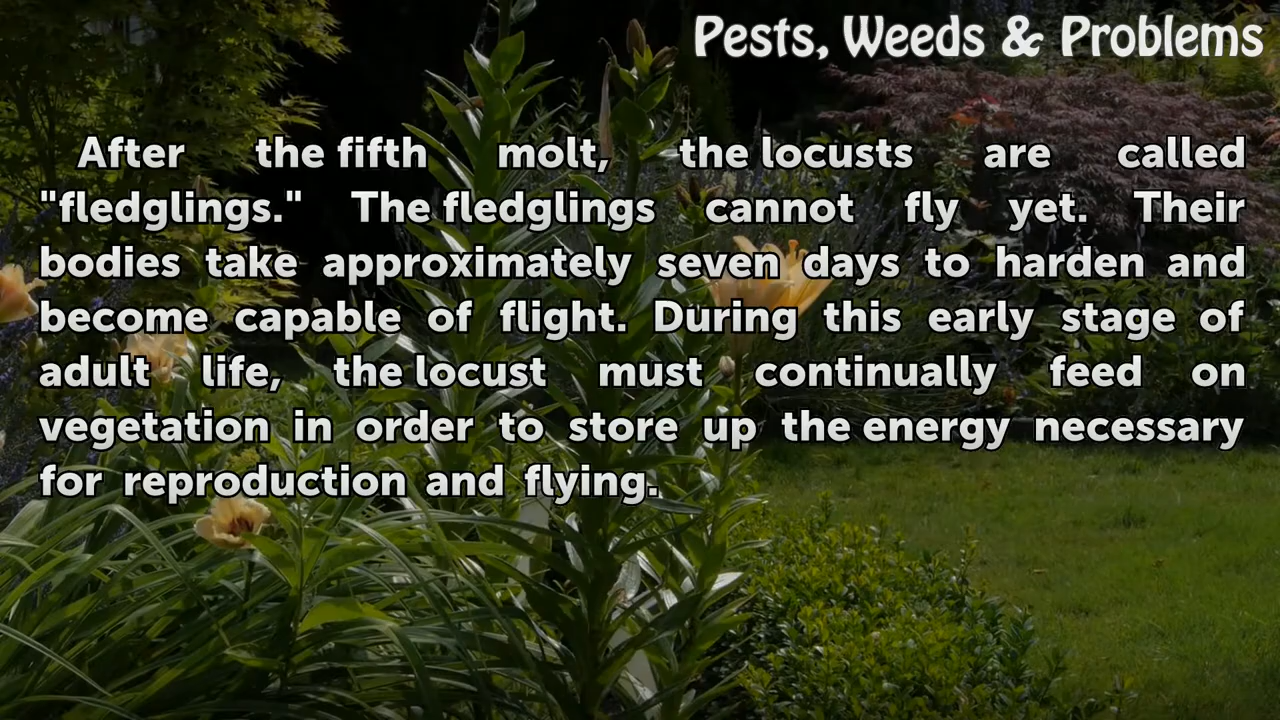 Pests, Weeds & Problems
After the fifth molt, the locusts are called
"fledglings." The fledglings cannot fly yet. Their
bodies take approximately seven days to harden and
become capable of flight. During this early stage of
adult life, the locust must continually feed on
vegetation in order to store up the energy necessary
for reproduction and flying.